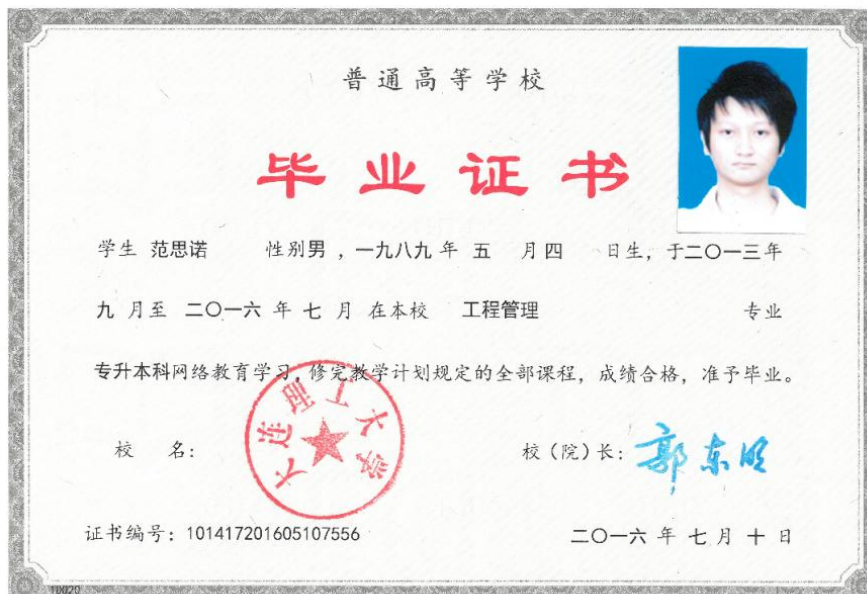 普通高等学校
毕业证书
学生 范思诺 性别男，一九八九年 五 月四 日生，于二〇一三年
九 月至 二〇一六 年 七 月 在本校 工程管理 专业
专升本科网络教育学习，修完教学计划规定的全部课程，成绩合格，准予毕业。
大连理工大学
校 名： 校（院）长：郭东明
证书编号：101417201605107556 二〇一六 年 七 月 十 日
10020